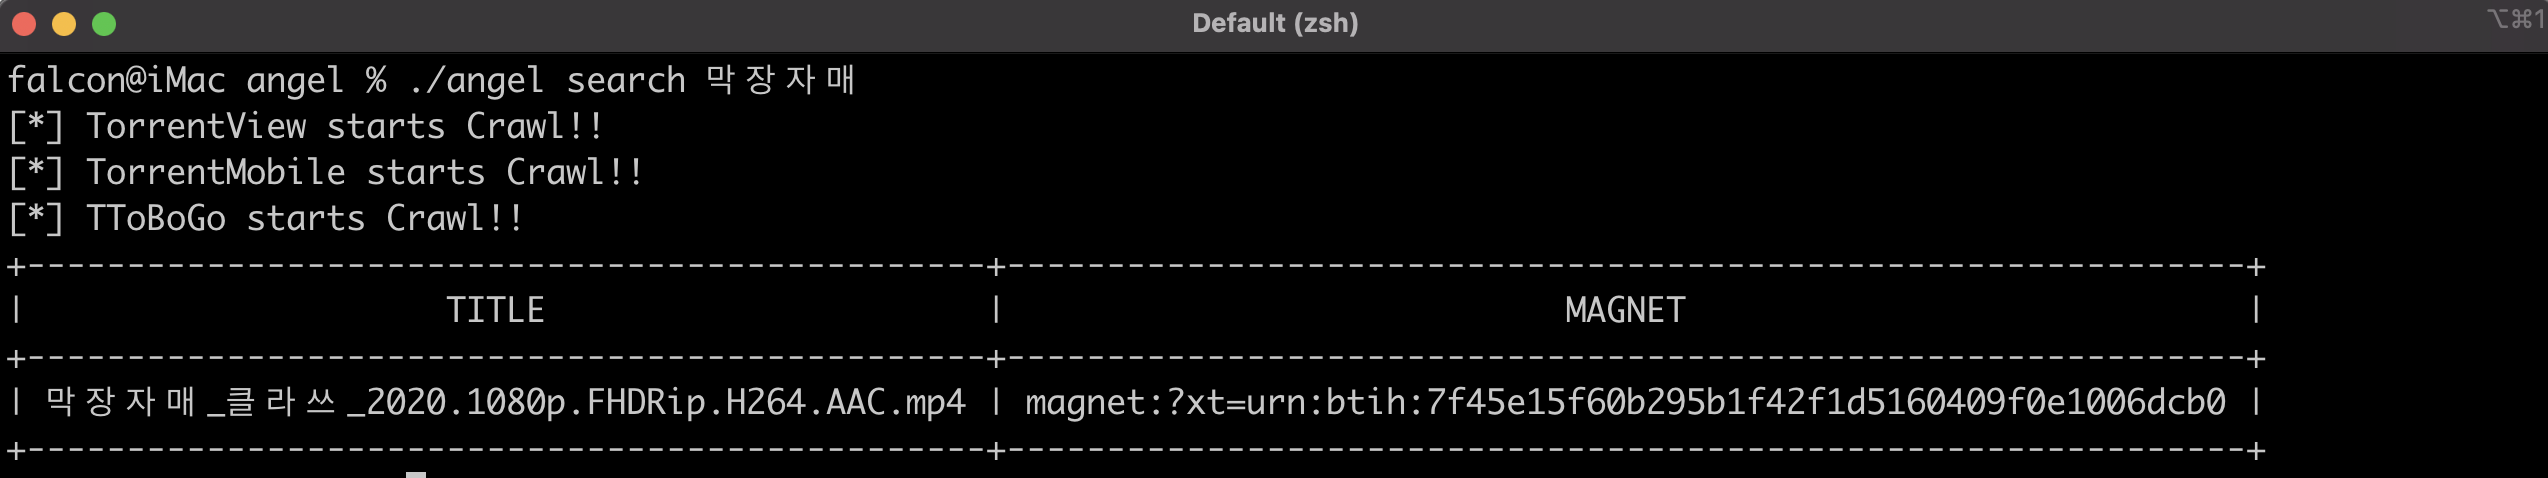 Default (zsh)
⌥⌘1
falcon@iMac angel % ./angel search 막장자매
[*] TorrentView starts Crawl!!
[*] TorrentMobile starts Crawl!!
[*] TToBoGo starts Crawl!!
+------------------------------------------------+--------------------------------------------------------------+
| TITLE | MAGNET |
+------------------------------------------------+--------------------------------------------------------------+
| 막장자매_클라쓰_2020.1080p.FHDRip.H264.AAC.mp4 | magnet:?xt=urn:btih:7f45e15f60b295b1f42f1d5160409f0e1006dcb0 |
+------------------------------------------------+--------------------------------------------------------------+